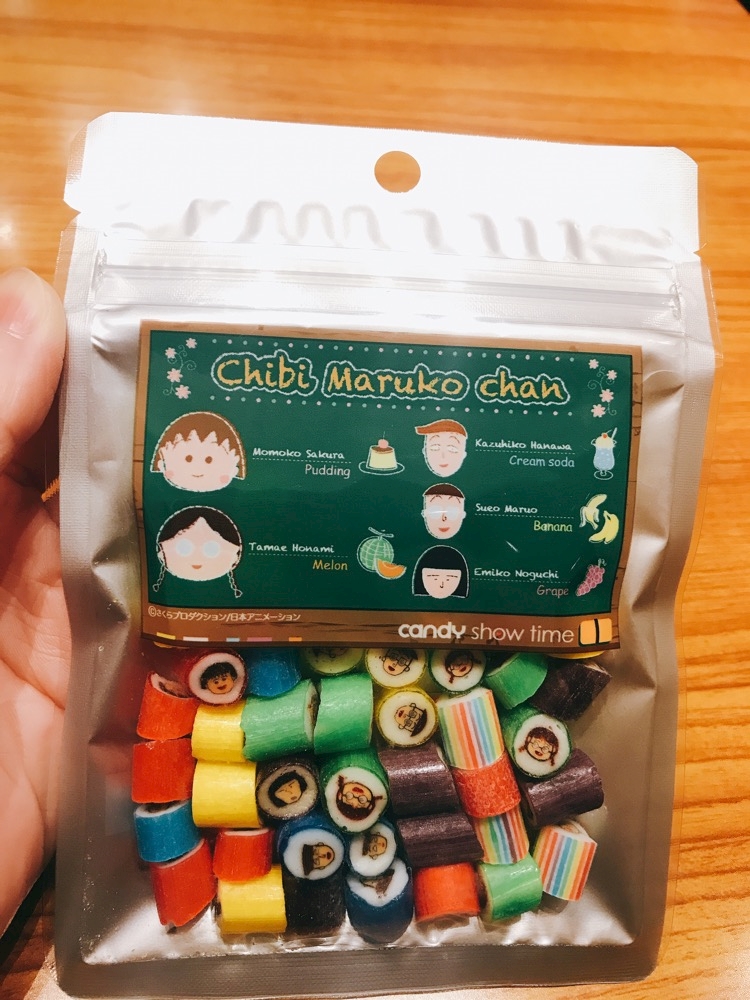 Chibi Maruko chan
Momoko Sakura
Pudding
Kazuhiko Hanawa
Cream soda
Sueo Maruo
Banana
Tamae Honami
Melon
Emiko Noguchi
Grape
©さくらプロダクション/日本アニメーション
candy show time